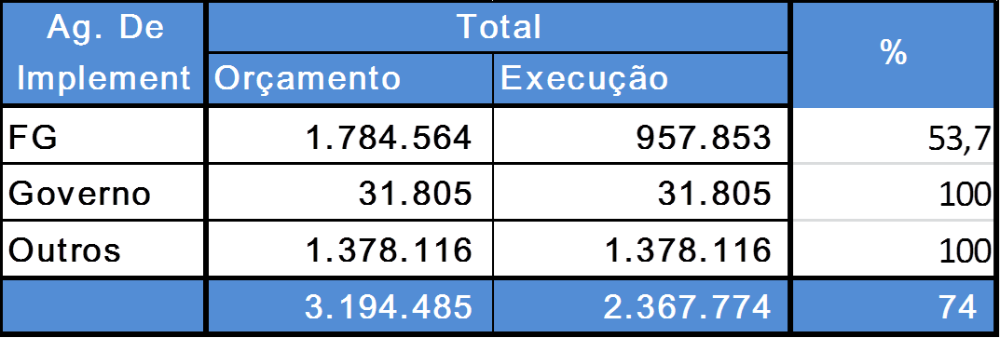 Ag. De Implement Total %
Orçamento Execução
FG 1.784.564 957.853 53,7
Governo 31.805 31.805 100
Outros 1.378.116 1.378.116 100
3.194.485 2.367.774 74